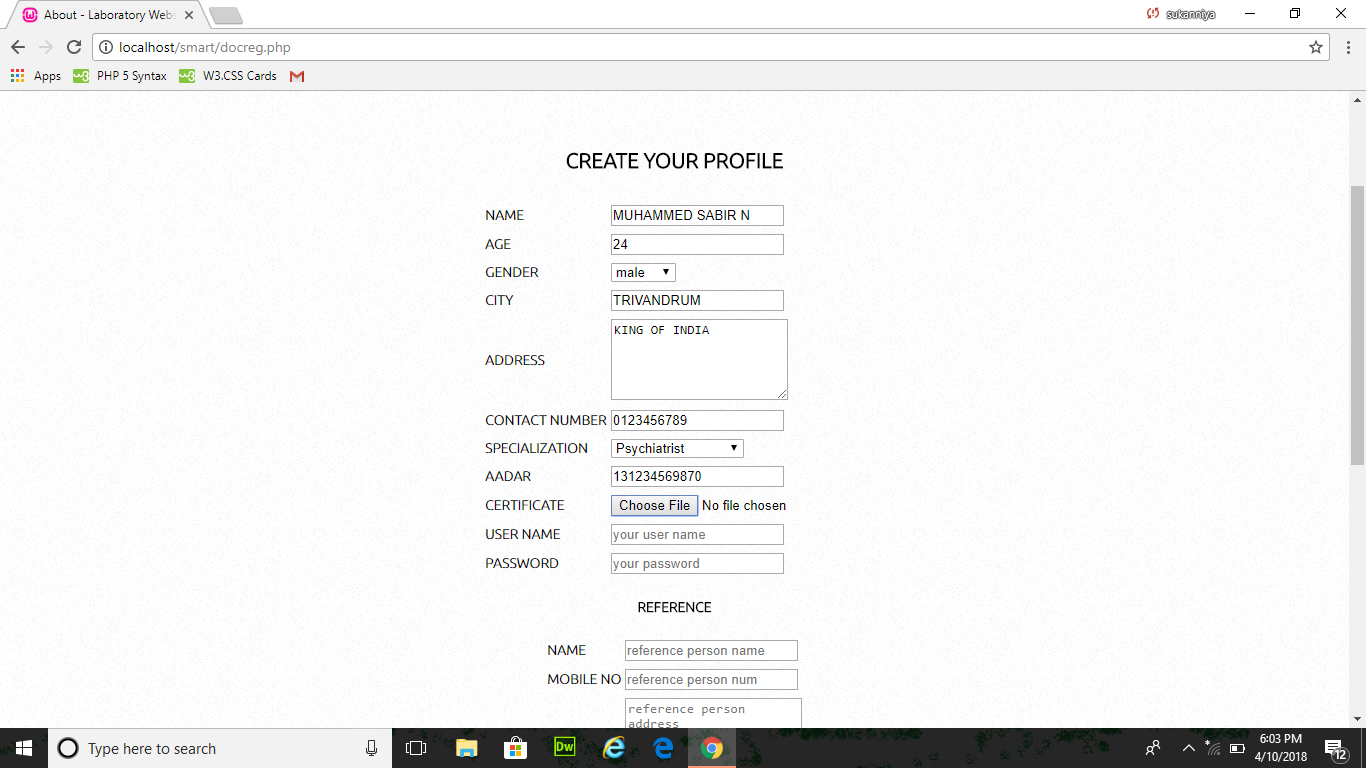 About - Laboratory Webs
sukanniya
localhost/smart/docreg.php
Apps PHP 5 Syntax W3.CSS Cards
CREATE YOUR PROFILE
NAME MUHAMMED SABIR N
AGE 24
GENDER male
CITY TRIVANDRUM
ADDRESS KING OF INDIA
CONTACT NUMBER 0123456789
SPECIALIZATION Psychiatrist
AADAR 131234569870
CERTIFICATE Choose File No file chosen
USER NAME your user name
PASSWORD your password
REFERENCE
NAME reference person name
MOBILE NO reference person num
reference person
address
Type here to search
Dw
6:03 PM
4/10/2018
12